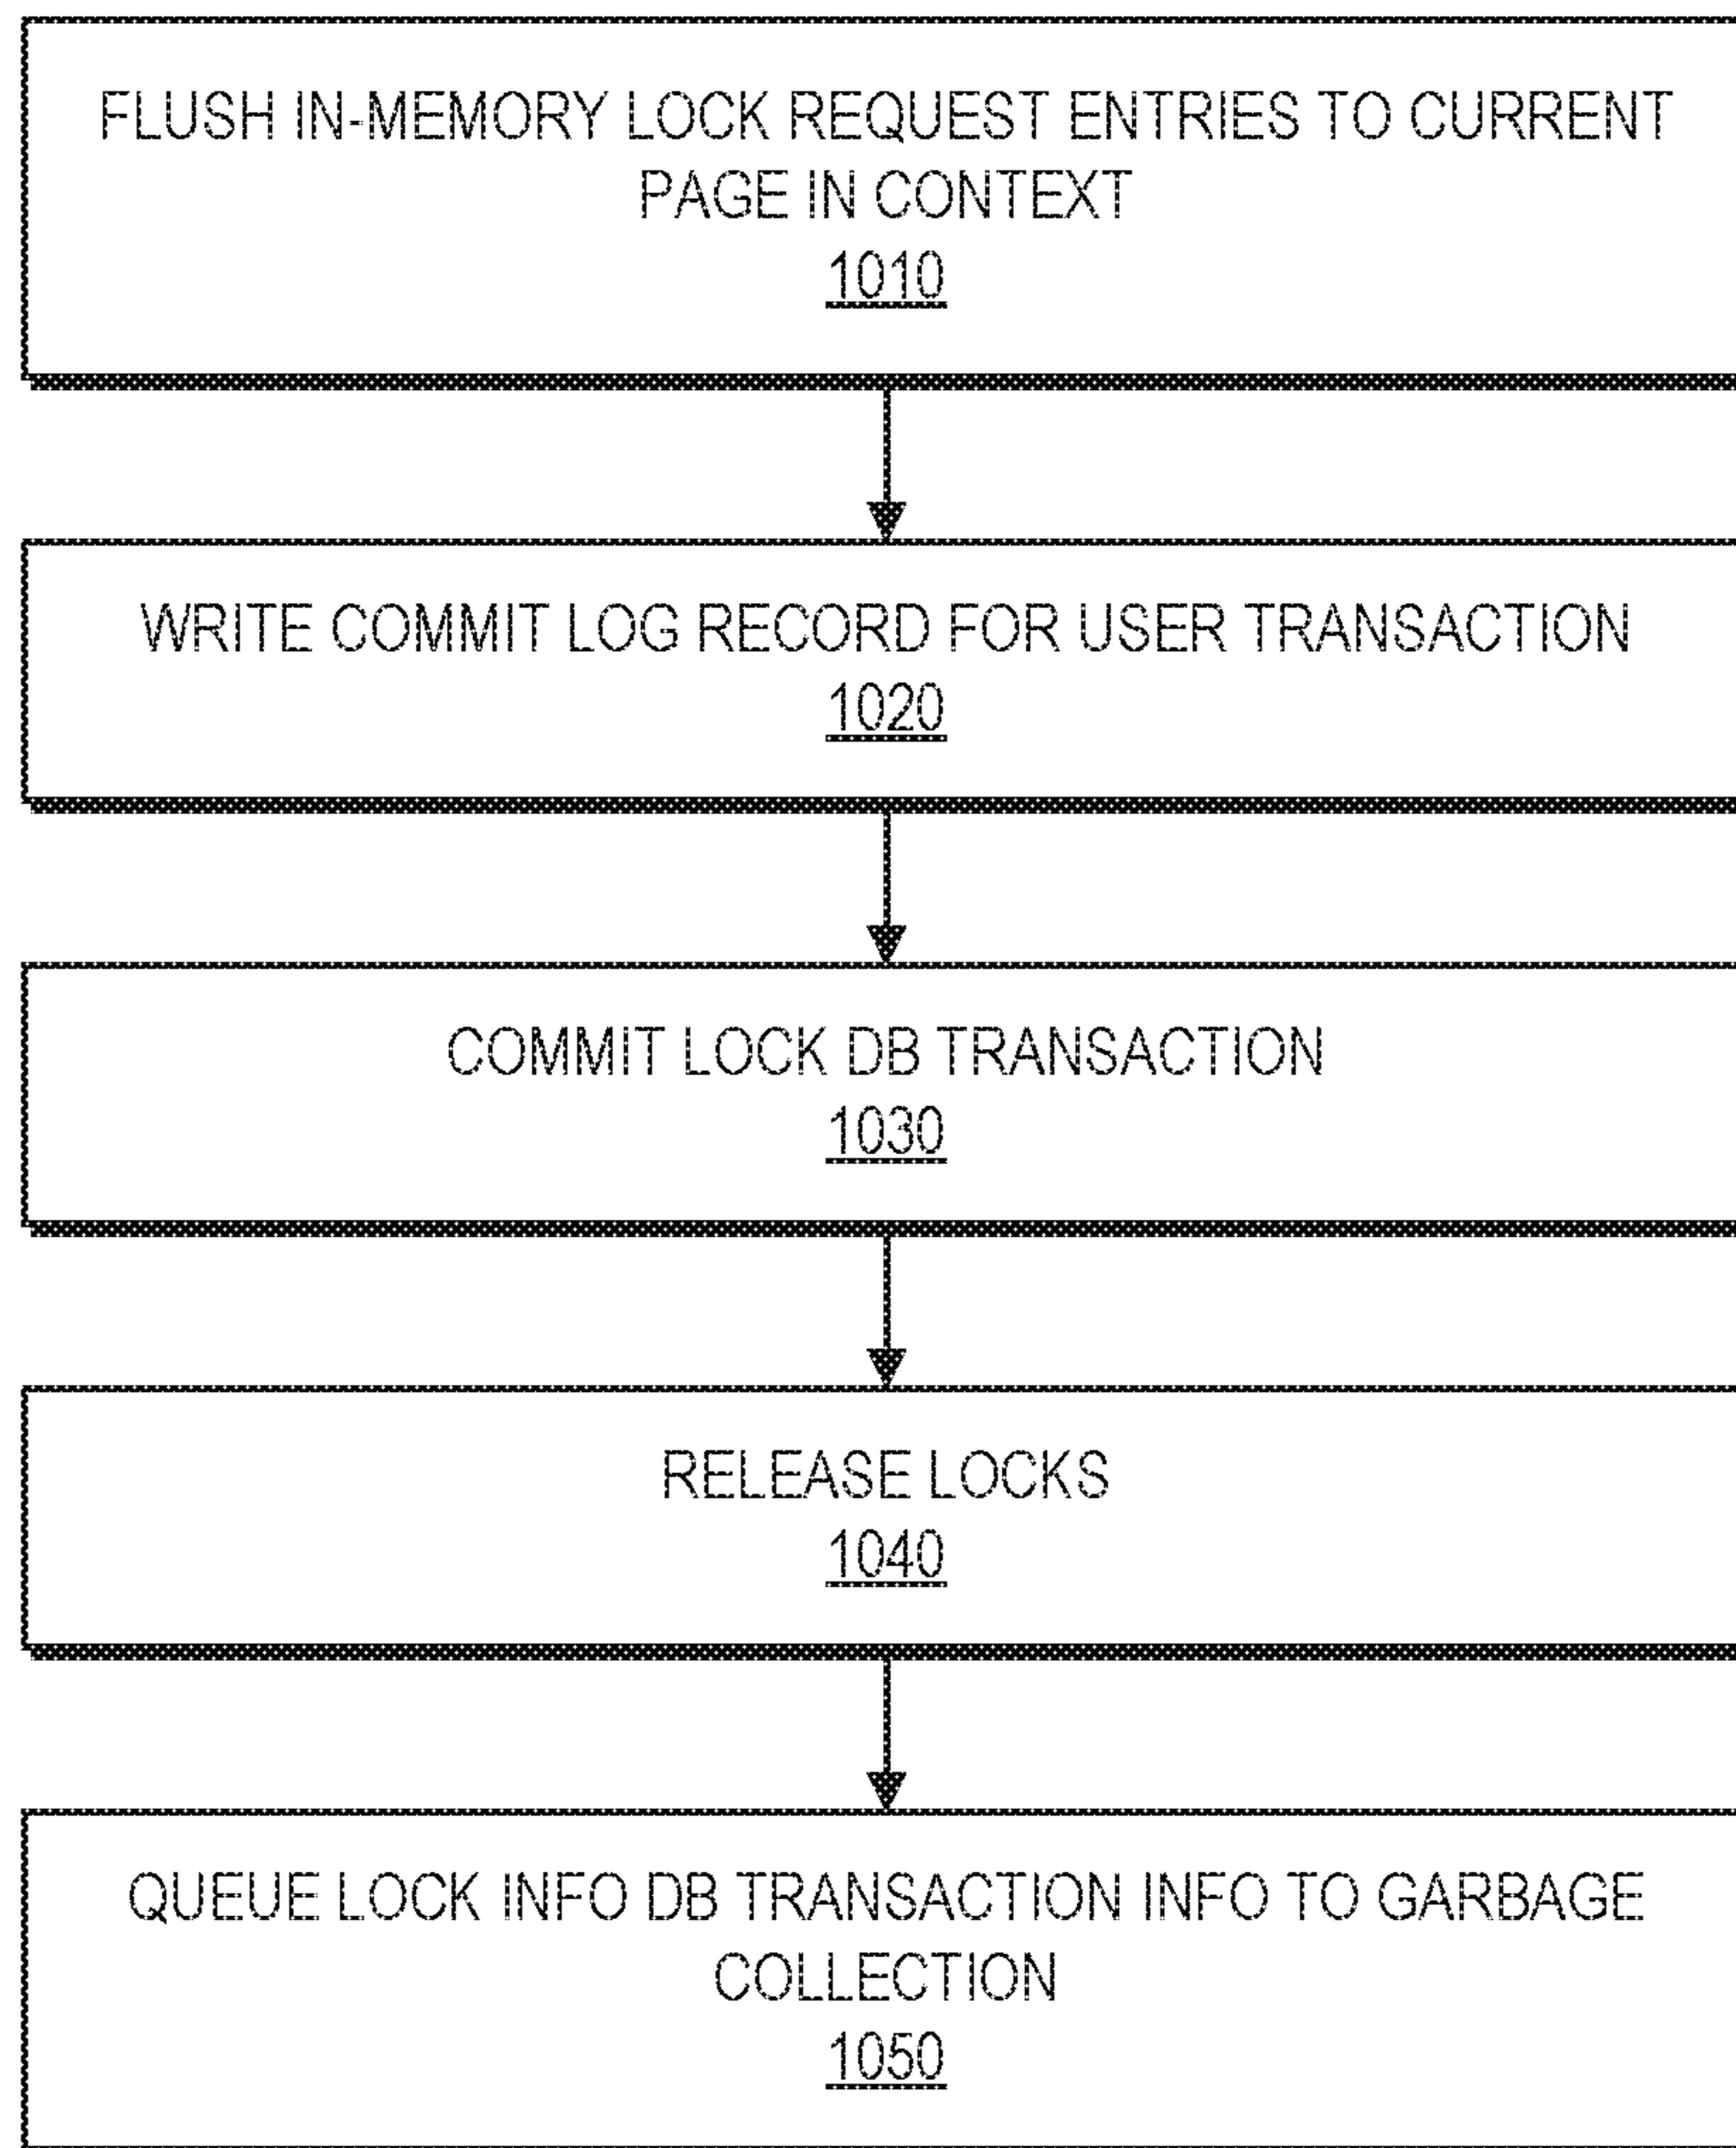 FLUSH IN-MEMORY LOCK REQUEST ENTRIES TO CURRENT
PAGE IN CONTEXT
1010
WRITE COMMIT LOG RECORD FOR USER TRANSACTION
1020
COMMIT LOCK DB TRANSACTION
1030
RELEASE LOCKS
1040
QUEUE LOCK INFO DB TRANSACTION INFO TO GARBAGE
COLLECTION
1050